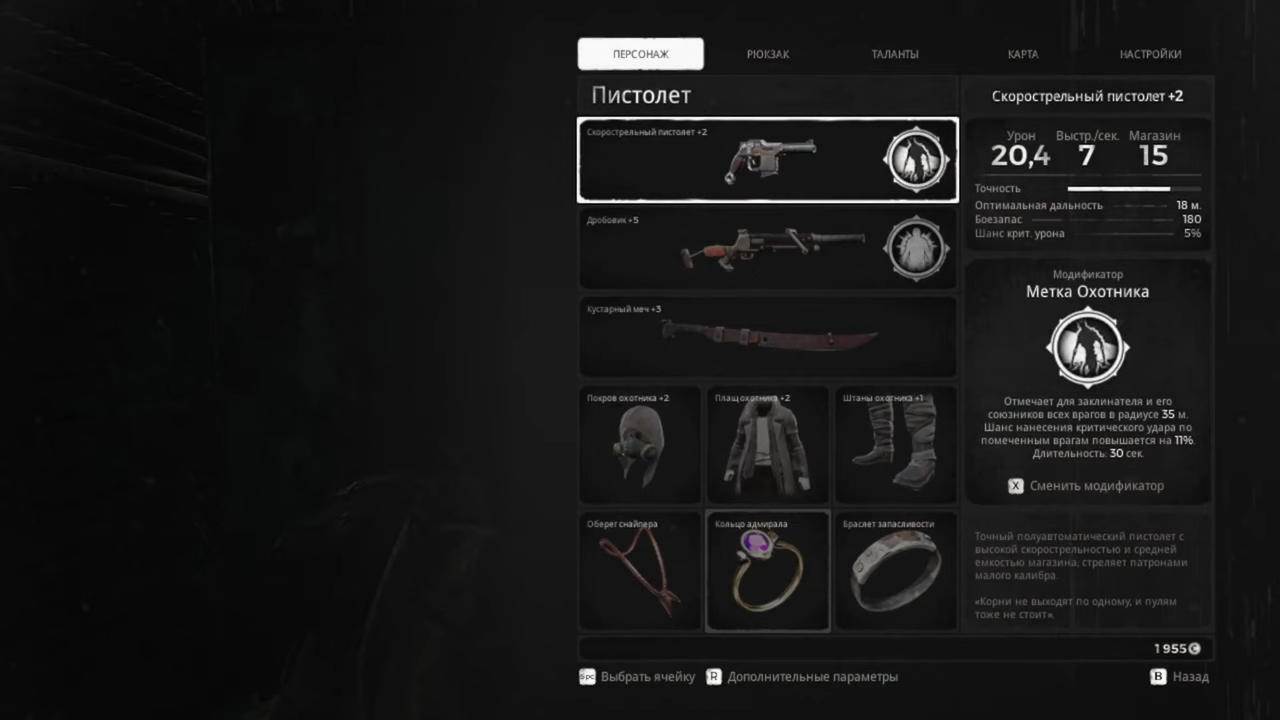 ПЕРСОНАЖ РЮКЗАК ТАЛАНТЫ КАРТА НАСТРОЙКИ
Пистолет
Скорострельный пистолет +2
Дробовик +5
Кустарный меч +3
Покров охотника +2
Плащ охотника +2
Штаны охотника +1
Оберег снайпера
Кольцо адмирала
Браслет запасливости
Скорострельный пистолет +2
Урон Выстр./сек. Магазин
20,4 7 15
Точность
Оптимальная дальность 18 м.
Боезапас 180
Шанс крит. урона 5%
Модификатор
Метка Охотника
Отмечает для заклинателя и его
союзников всех врагов в радиусе 35 м.
Шанс нанесения критического удара по
помеченным врагам повышается на 11%.
Длительность: 30 сек.
X Сменить модификатор
Точный полуавтоматический пистолет с
высокой скорострельностью и средней
емкостью магазина, стреляет патронами
малого калибра.
«Корни не выходят по одному, и пулям
тоже не стоит».
1 955
Spc Выбрать ячейку R Дополнительные параметры B Назад